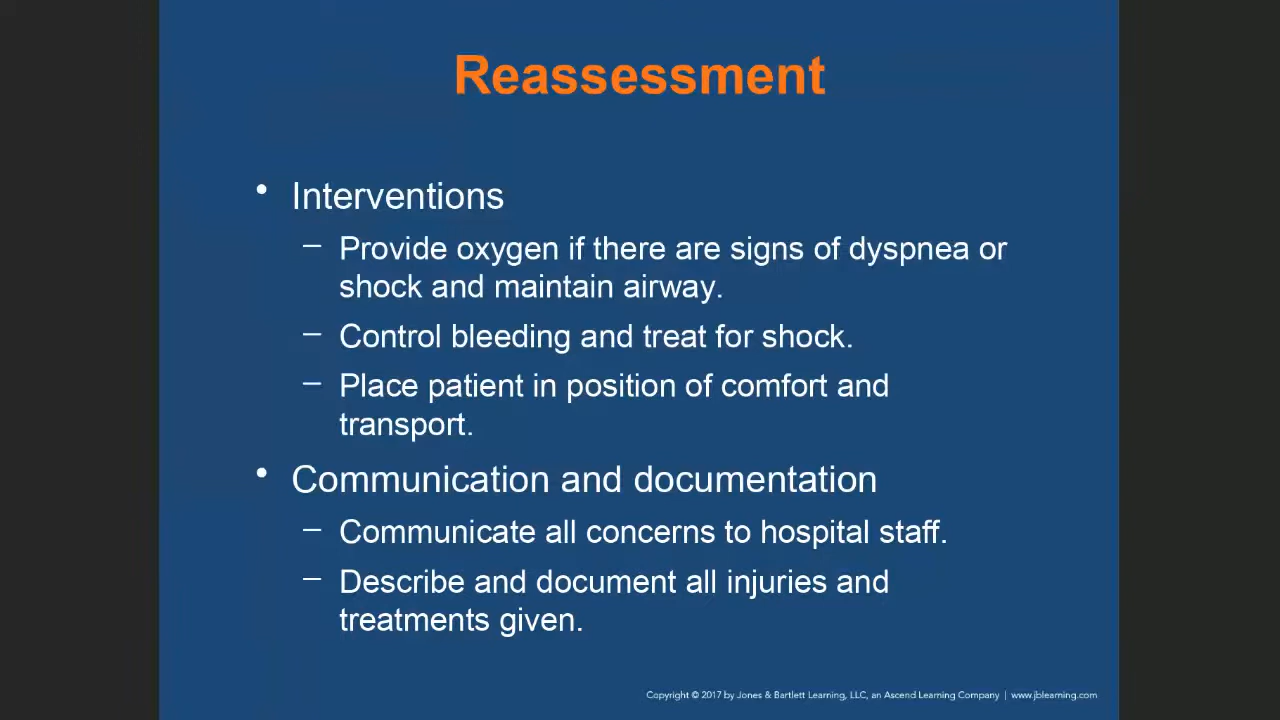 Reassessment
• Interventions
– Provide oxygen if there are signs of dyspnea or
shock and maintain airway.
– Control bleeding and treat for shock.
– Place patient in position of comfort and
transport.
• Communication and documentation
– Communicate all concerns to hospital staff.
– Describe and document all injuries and
treatments given.
Copyright © 2017 by Jones & Bartlett Learning, LLC, an Ascend Learning Company | www.jblearning.com